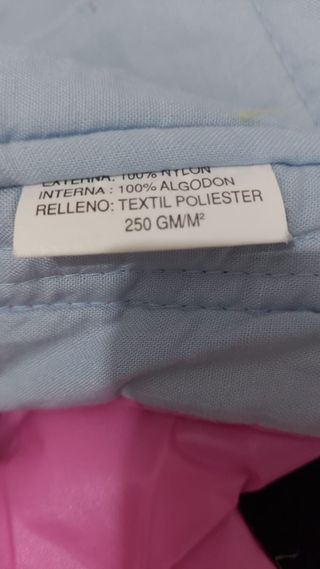 EXTERNA: 100% NYLON
INTERNA : 100% ALGODON
RELLENO: TEXTIL POLIESTER
250 GM/M²